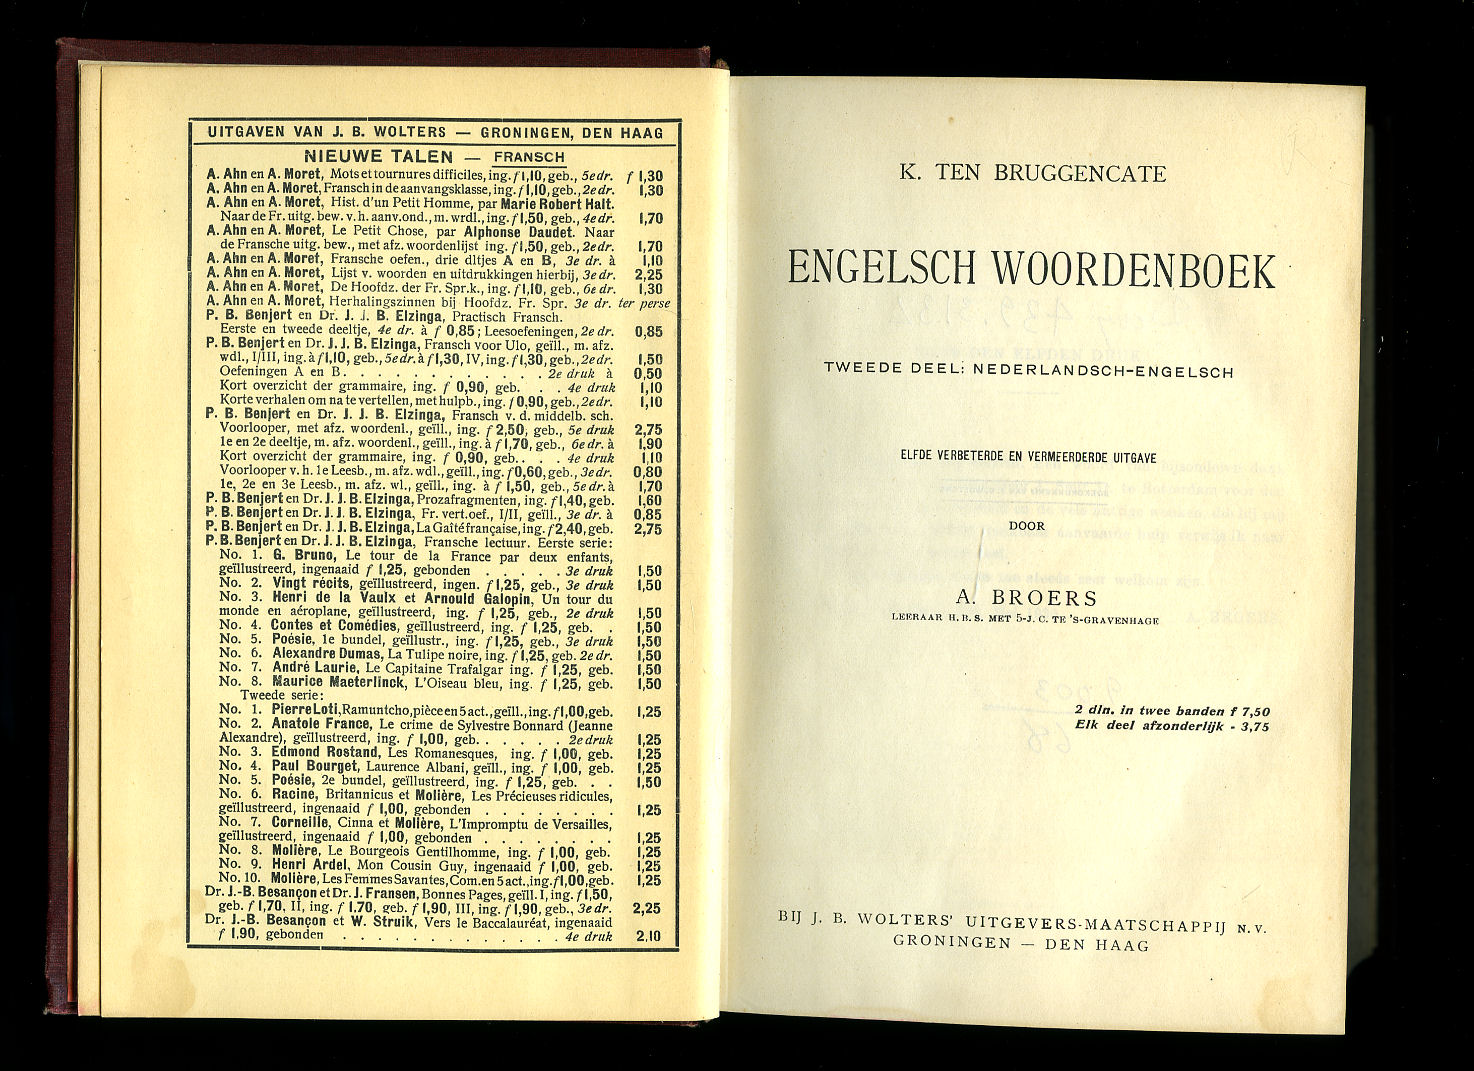 UITGAVEN VAN J. B. WOLTERS — GRONINGEN, DEN HAAG
NIEUWE TALEN — FRANSCH
A. Ahn en A. Moret, Mots et tournures difficiles, ing. f 1,10, geb., 5e dr. f 1,30
A. Ahn en A. Moret, Fransch in de aanvangsklasse, ing. f 1,10, geb., 2e dr. 1,30
A. Ahn en A. Moret, Hist. d'un Petit Homme, par Marie Robert Halt.
Naar de Fr. uitg. bew. v. h. aanv. ond., m. wrdl., ing. f 1,50, geb., 4e dr. 1,70
A. Ahn en A. Moret, Le Petit Chose, par Alphonse Daudet. Naar
de Fransche uitg. bew., met afz. woordenlijst ing. f 1,50, geb., 2e dr. 1,70
A. Ahn en A. Moret, Fransche oefen., drie dltjes A en B, 3e dr. à 1,10
A. Ahn en A. Moret, Lijst v. woorden en uitdrukkingen hierbij, 3e dr. 2,25
A. Ahn en A. Moret, De Hoofdz. der Fr. Spr.k., ing. f 1,10, geb., 6e dr. 1,30
A. Ahn en A. Moret, Herhalingszinnen bij Hoofdz. Fr. Spr. 3e dr. ter perse
P. B. Benjert en Dr. J. J. B. Elzinga, Practisch Fransch.
Eerste en tweede deeltje, 4e dr. à f 0,85; Leesoefeningen, 2e dr. 0,85
P. B. Benjert en Dr. J. J. B. Elzinga, Fransch voor Ulo, geïll., m. afz.
wdl., I/III, ing. à f 1,10, geb., 5e dr. à f 1,30, IV, ing. f 1,30, geb., 2e dr. 1,50
Oefeningen A en B . . . . . . . . . . . 2e druk à 0,50
Kort overzicht der grammaire, ing. f 0,90, geb. . . 4e druk 1,10
Korte verhalen om na te vertellen, met hulpb., ing. f 0,90, geb., 2e dr. 1,10
P. B. Benjert en Dr. J. J. B. Elzinga, Fransch v. d. middelb. sch.
Voorlooper, met afz. woordenl., geïll., ing. f 2,50, geb., 5e druk 2,75
1e en 2e deeltje, m. afz. woordenl., geïll., ing. à f 1,70, geb., 6e dr. à 1,90
Kort overzicht der grammaire, ing. f 0,90, geb. . . . 4e druk 1,10
Voorlooper v. h. 1e Leesb., m. afz. wdl., geïll., ing. f 0,60, geb., 3e dr. 0,80
1e, 2e en 3e Leesb., m. afz. wl., geïll., ing. à f 1,50, geb., 5e dr. à 1,70
P. B. Benjert en Dr. J. J. B. Elzinga, Prozafragmenten, ing. f 1,40, geb. 1,60
P. B. Benjert en Dr. J. J. B. Elzinga, Fr. vert. oef., I/II, geïll., 3e dr. à 0,85
P. B. Benjert en Dr. J. J. B. Elzinga, La Gaîté française, ing. f 2,40, geb. 2,75
P. B. Benjert en Dr. J. J. B. Elzinga, Fransche lectuur. Eerste serie:
No. 1. G. Bruno, Le tour de la France par deux enfants,
geïllustreerd, ingenaaid f 1,25, gebonden . . . . . 3e druk 1,50
No. 2. Vingt récits, geïllustreerd, ingen. f 1,25, geb., 3e druk 1,50
No. 3. Henri de la Vaulx et Arnould Galopin, Un tour du
monde en aéroplane, geïllustreerd, ing. f 1,25, geb., 2e druk 1,50
No. 4. Contes et Comédies, geïllustreerd, ing. f 1,25, geb. . 1,50
No. 5. Poésie, 1e bundel, geïllustr., ing. f 1,25, geb., 3e druk 1,50
No. 6. Alexandre Dumas, La Tulipe noire, ing. f 1,25, geb. 2e dr. 1,50
No. 7. André Laurie, Le Capitaine Trafalgar ing. f 1,25, geb. 1,50
No. 8. Maurice Maeterlinck, L'Oiseau bleu, ing. f 1,25, geb. 1,50
Tweede serie:
No. 1. Pierre Loti, Ramuntcho, pièce en 5 act., geïll., ing. f 1,00, geb. 1,25
No. 2. Anatole France, Le crime de Sylvestre Bonnard (Jeanne
Alexandre), geïllustreerd, ing. f 1,00, geb. . . . . . 2e druk 1,25
No. 3. Edmond Rostand, Les Romanesques, ing. f 1,00, geb. 1,25
No. 4. Paul Bourget, Laurence Albani, geïll., ing. f 1,00, geb. 1,25
No. 5. Poésie, 2e bundel, geïllustreerd, ing. f 1,25, geb. . . 1,50
No. 6. Racine, Britannicus et Molière, Les Précieuses ridicules,
geïllustreerd, ingenaaid f 1,00, gebonden . . . . . . . . 1,25
No. 7. Corneille, Cinna et Molière, L'Impromptu de Versailles,
geïllustreerd, ingenaaid f 1,00, gebonden . . . . . . . . 1,25
No. 8. Molière, Le Bourgeois Gentilhomme, ing. f 1,00, geb. 1,25
No. 9. Henri Ardel, Mon Cousin Guy, ingenaaid f 1,00, geb. 1,25
No. 10. Molière, Les Femmes Savantes, Com. en 5 act., ing. f 1,00, geb. 1,25
Dr. J.-B. Besançon et Dr. J. Fransen, Bonnes Pages, geïll. I, ing. f 1,50,
geb. f 1,70, II, ing. f 1,70, geb. f 1,90, III, ing. f 1,90, geb., 3e dr. 2,25
Dr. J.-B. Besançon et W. Struik, Vers le Baccalauréat, ingenaaid
f 1,90, gebonden . . . . . . . . . . . . . 4e druk 2,10
K. TEN BRUGGENCATE
ENGELSCH WOORDENBOEK
TWEEDE DEEL: NEDERLANDSCH-ENGELSCH
ELFDE VERBETERDE EN VERMEERDERDE UITGAVE
DOOR
A. BROERS
LEERAAR H. B. S. MET 5-J. C. TE 'S-GRAVENHAGE
2 dln. in twee banden f 7,50
Elk deel afzonderlijk - 3,75
BIJ J. B. WOLTERS' UITGEVERS-MAATSCHAPPIJ N. V.
GRONINGEN — DEN HAAG